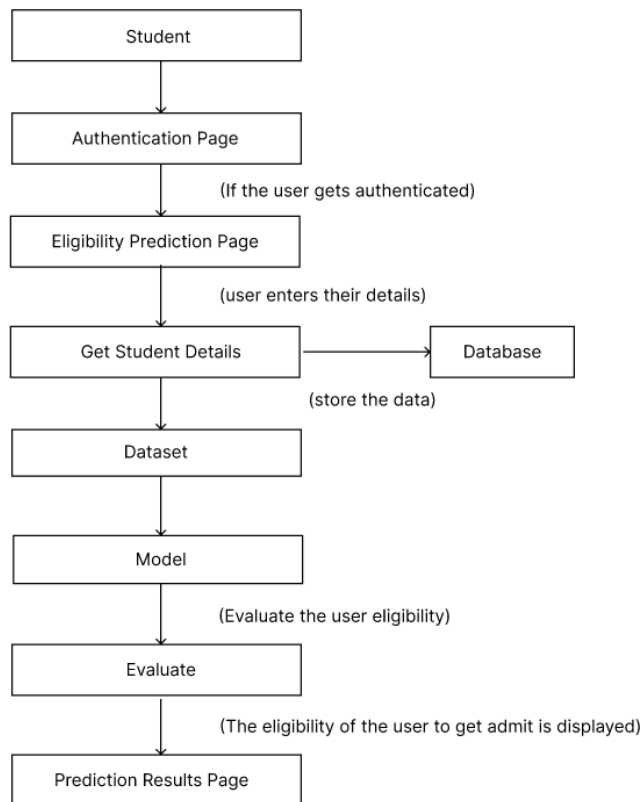 Student
Authentication Page
(If the user gets authenticated)
Eligibility Prediction Page
(user enters their details)
Get Student Details
Database
(store the data)
Dataset
Model
(Evaluate the user eligibility)
Evaluate
(The eligibility of the user to get admit is displayed)
Prediction Results Page